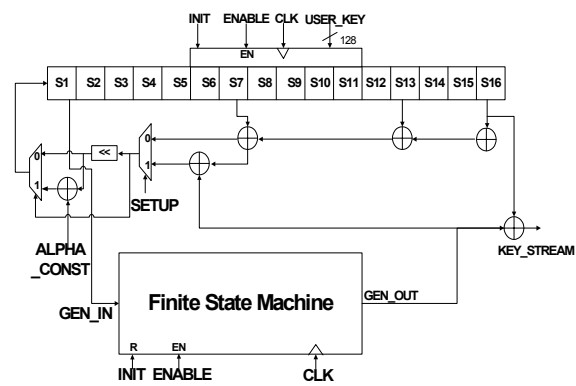 INIT ENABLE CLK USER_KEY
128
EN
S1 S2 S3 S4 S5 S6 S7 S8 S9 S10 S11 S12 S13 S14 S15 S16
0
1
<<
0
1
SETUP
ALPHA
_CONST
KEY_STREAM
GEN_IN
Finite State Machine
GEN_OUT
R EN
INIT ENABLE CLK